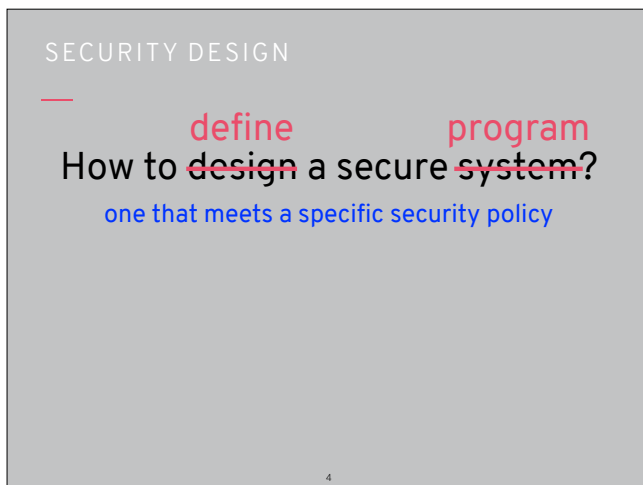 SECURITY DESIGN
define program
How to design a secure system?
one that meets a specific security policy
4